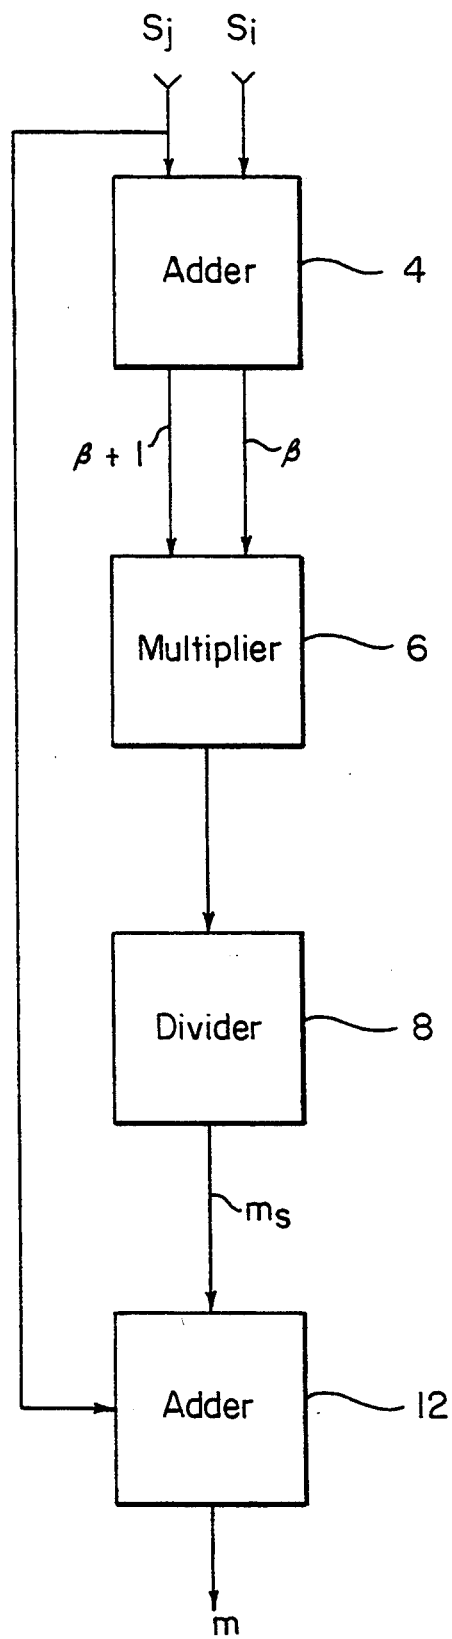 Sj Si
Adder 4
β + 1 β
Multiplier 6
Divider 8
ms
Adder 12
m